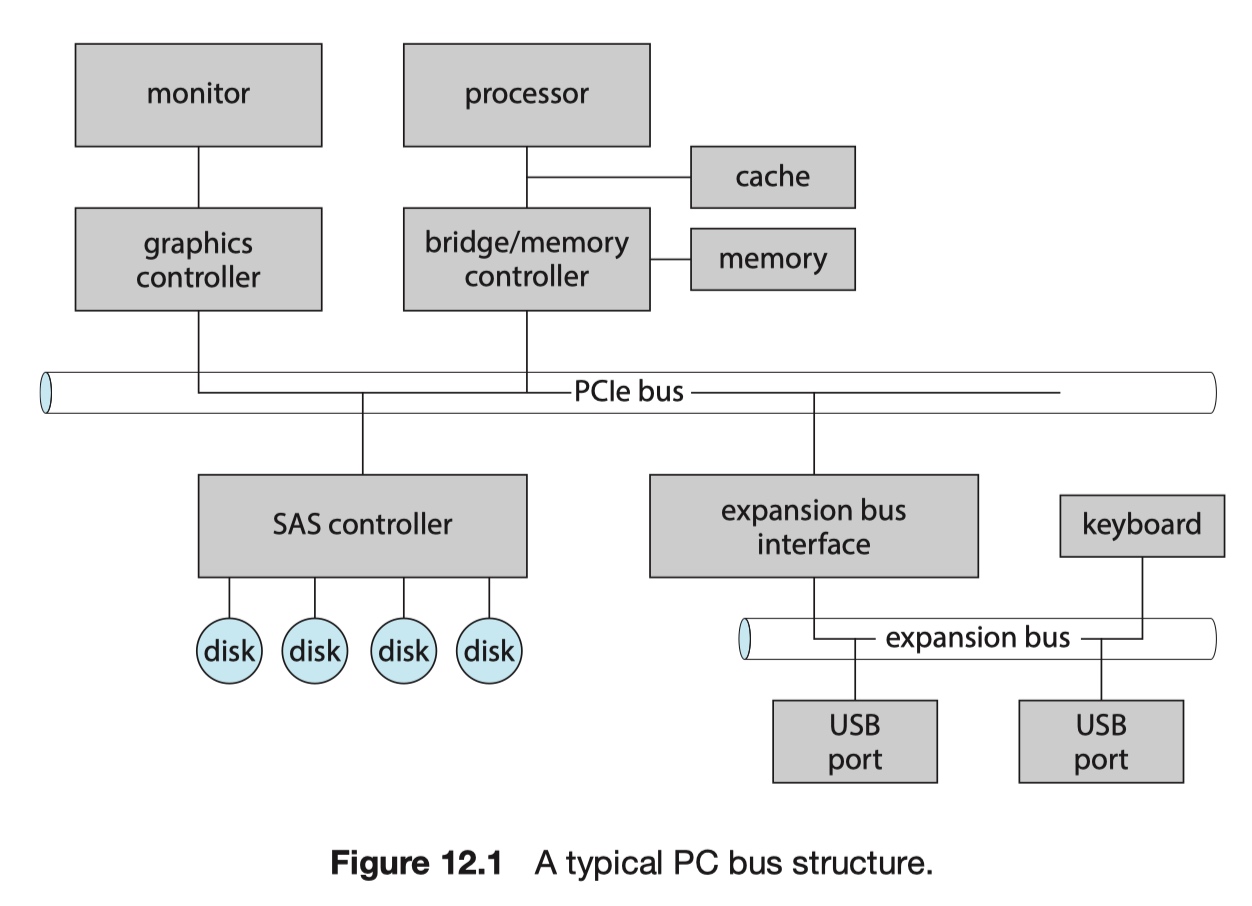 monitor
processor
cache
graphics
controller
bridge/memory
controller
memory
PCIe bus
SAS controller
expansion bus
interface
keyboard
disk
disk
disk
disk
expansion bus
USB
port
USB
port
Figure 12.1 A typical PC bus structure.